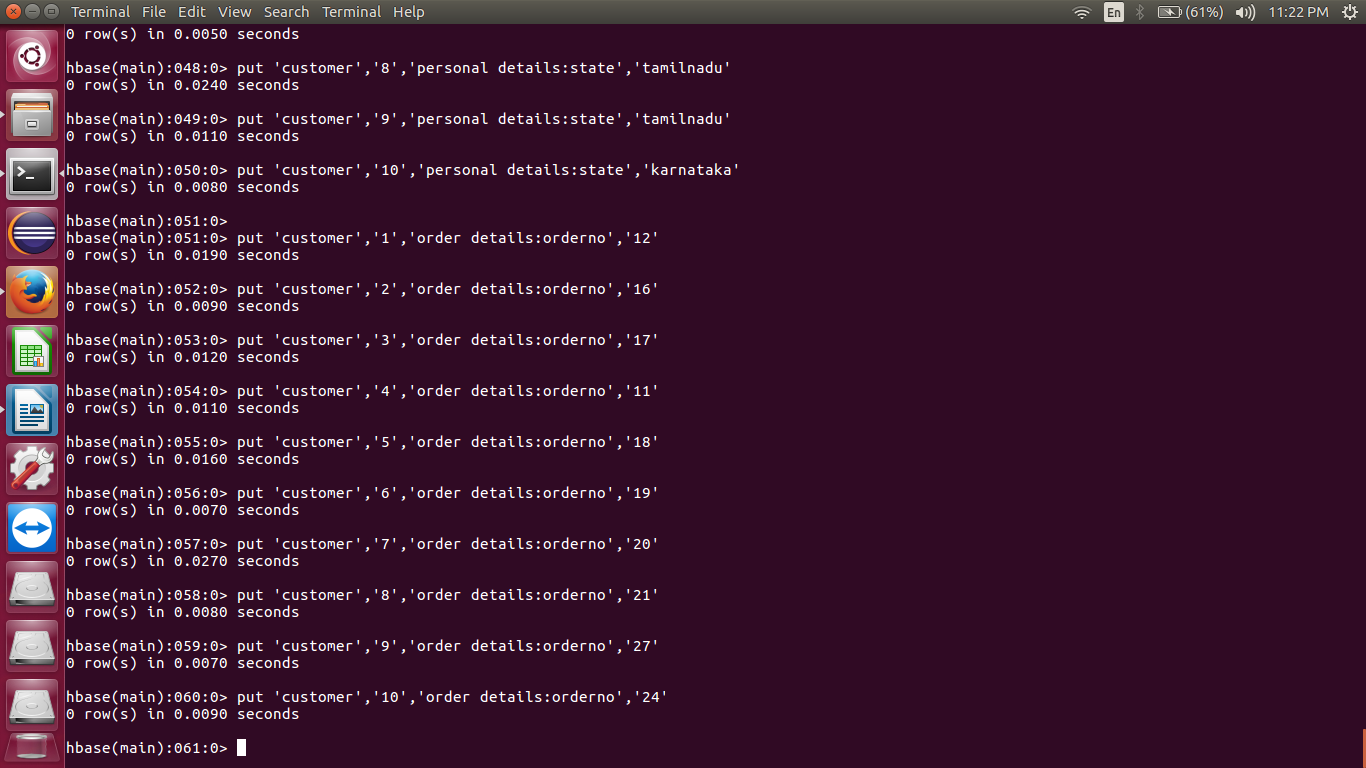 Terminal File Edit View Search Terminal Help En (61%) 11:22 PM
0 row(s) in 0.0050 seconds
hbase(main):048:0> put 'customer','8','personal details:state','tamilnadu'
0 row(s) in 0.0240 seconds
hbase(main):049:0> put 'customer','9','personal details:state','tamilnadu'
0 row(s) in 0.0110 seconds
hbase(main):050:0> put 'customer','10','personal details:state','karnataka'
0 row(s) in 0.0080 seconds
hbase(main):051:0>
hbase(main):051:0> put 'customer','1','order details:orderno','12'
0 row(s) in 0.0190 seconds
hbase(main):052:0> put 'customer','2','order details:orderno','16'
0 row(s) in 0.0090 seconds
hbase(main):053:0> put 'customer','3','order details:orderno','17'
0 row(s) in 0.0120 seconds
hbase(main):054:0> put 'customer','4','order details:orderno','11'
0 row(s) in 0.0110 seconds
hbase(main):055:0> put 'customer','5','order details:orderno','18'
0 row(s) in 0.0160 seconds
hbase(main):056:0> put 'customer','6','order details:orderno','19'
0 row(s) in 0.0070 seconds
hbase(main):057:0> put 'customer','7','order details:orderno','20'
0 row(s) in 0.0270 seconds
hbase(main):058:0> put 'customer','8','order details:orderno','21'
0 row(s) in 0.0080 seconds
hbase(main):059:0> put 'customer','9','order details:orderno','27'
0 row(s) in 0.0070 seconds
hbase(main):060:0> put 'customer','10','order details:orderno','24'
0 row(s) in 0.0090 seconds
hbase(main):061:0>